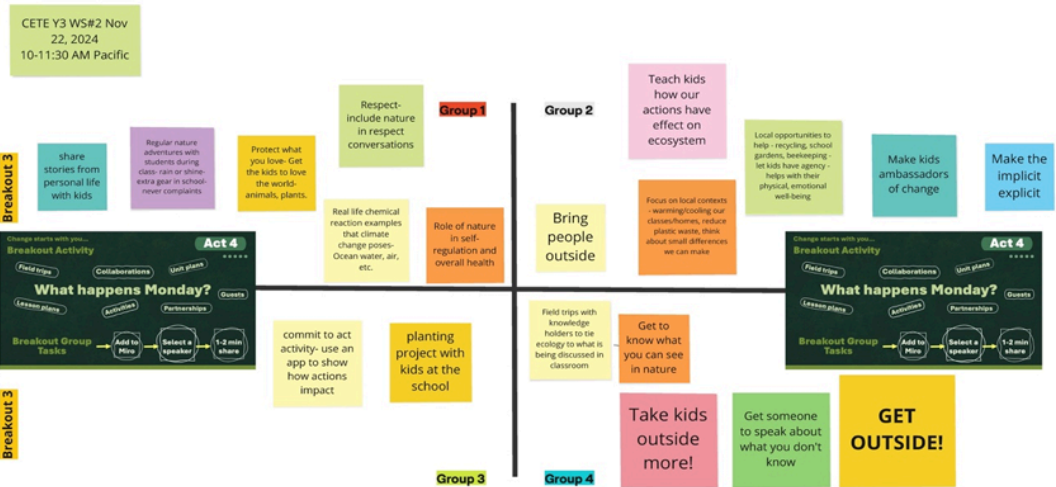 CETE Y3 WS#2 Nov
22, 2024
10-11:30 AM Pacific
Breakout 3
Group 1
share
stories from
personal life
with kids
Regular nature
adventures with
students during
class- rain or shine-
extra gear in school-
never complaints
Protect what
you love- Get
the kids to love
the world-
animals, plants.
Respect-
include nature
in respect
conversations
Real life chemical
reaction examples
that climate
change poses-
Ocean water, air,
etc.
Role of nature
in self-
regulation and
overall health
Group 2
Teach kids
how our
actions have
effect on
ecosystem
Local opportunities to
help - recycling, school
gardens, beekeeping -
let kids have agency -
helps with their
physical, emotional
well-being
Make kids
ambassadors
of change
Make the
implicit
explicit
Bring
people
outside
Focus on local contexts
- warming/cooling our
classes/homes, reduce
plastic waste, think
about small differences
we can make
Change starts with you...
Breakout Activity
Act 4
Field trips
Collaborations
Unit plans
What happens Monday?
Guests
Lesson plans
Activities
Partnerships
Breakout Group
Tasks
Add to
Miro
Select a
speaker
1-2 min
share
Change starts with you...
Breakout Activity
Act 4
Field trips
Collaborations
Unit plans
What happens Monday?
Guests
Lesson plans
Activities
Partnerships
Breakout Group
Tasks
Add to
Miro
Select a
speaker
1-2 min
share
Breakout 3
commit to act
activity- use an
app to show
how actions
impact
planting
project with
kids at the
school
Group 3
Field trips with
knowledge
holders to tie
ecology to what is
being discussed in
classroom
Get to
know what
you can see
in nature
Take kids
outside
more!
Get someone
to speak about
what you don't
know
GET
OUTSIDE!
Group 4